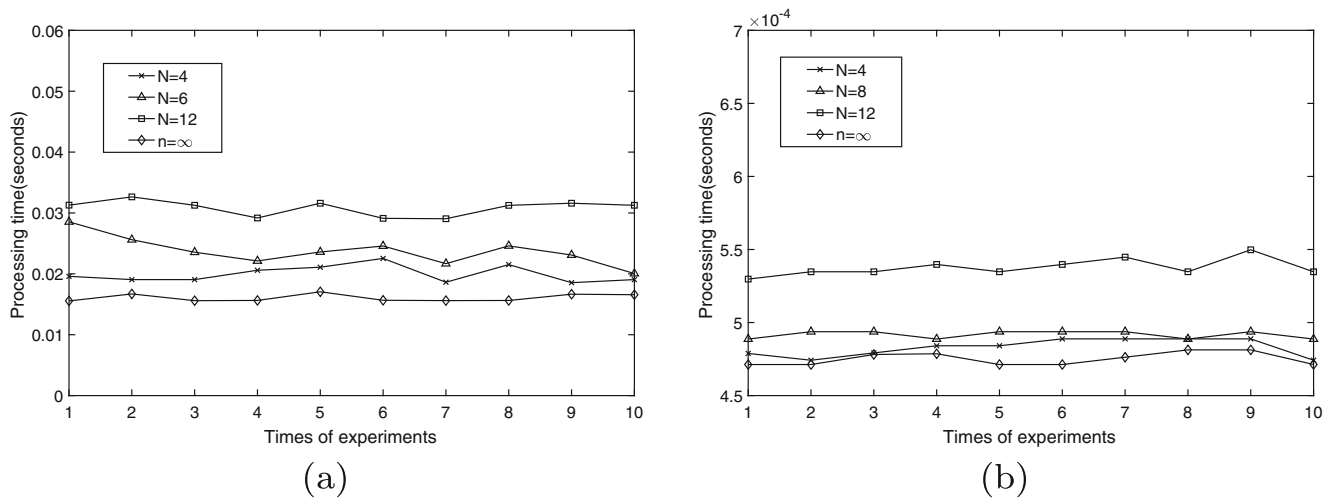 0.06
0.05
0.04
0.03
0.02
0.01
0
Processing time(seconds)
N=4
N=6
N=12
n=∞
1 2 3 4 5 6 7 8 9 10
Times of experiments
(a)
×10⁻⁴
7
6.5
6
5.5
5
4.5
Processing time(seconds)
N=4
N=8
N=12
n=∞
1 2 3 4 5 6 7 8 9 10
Times of experiments
(b)